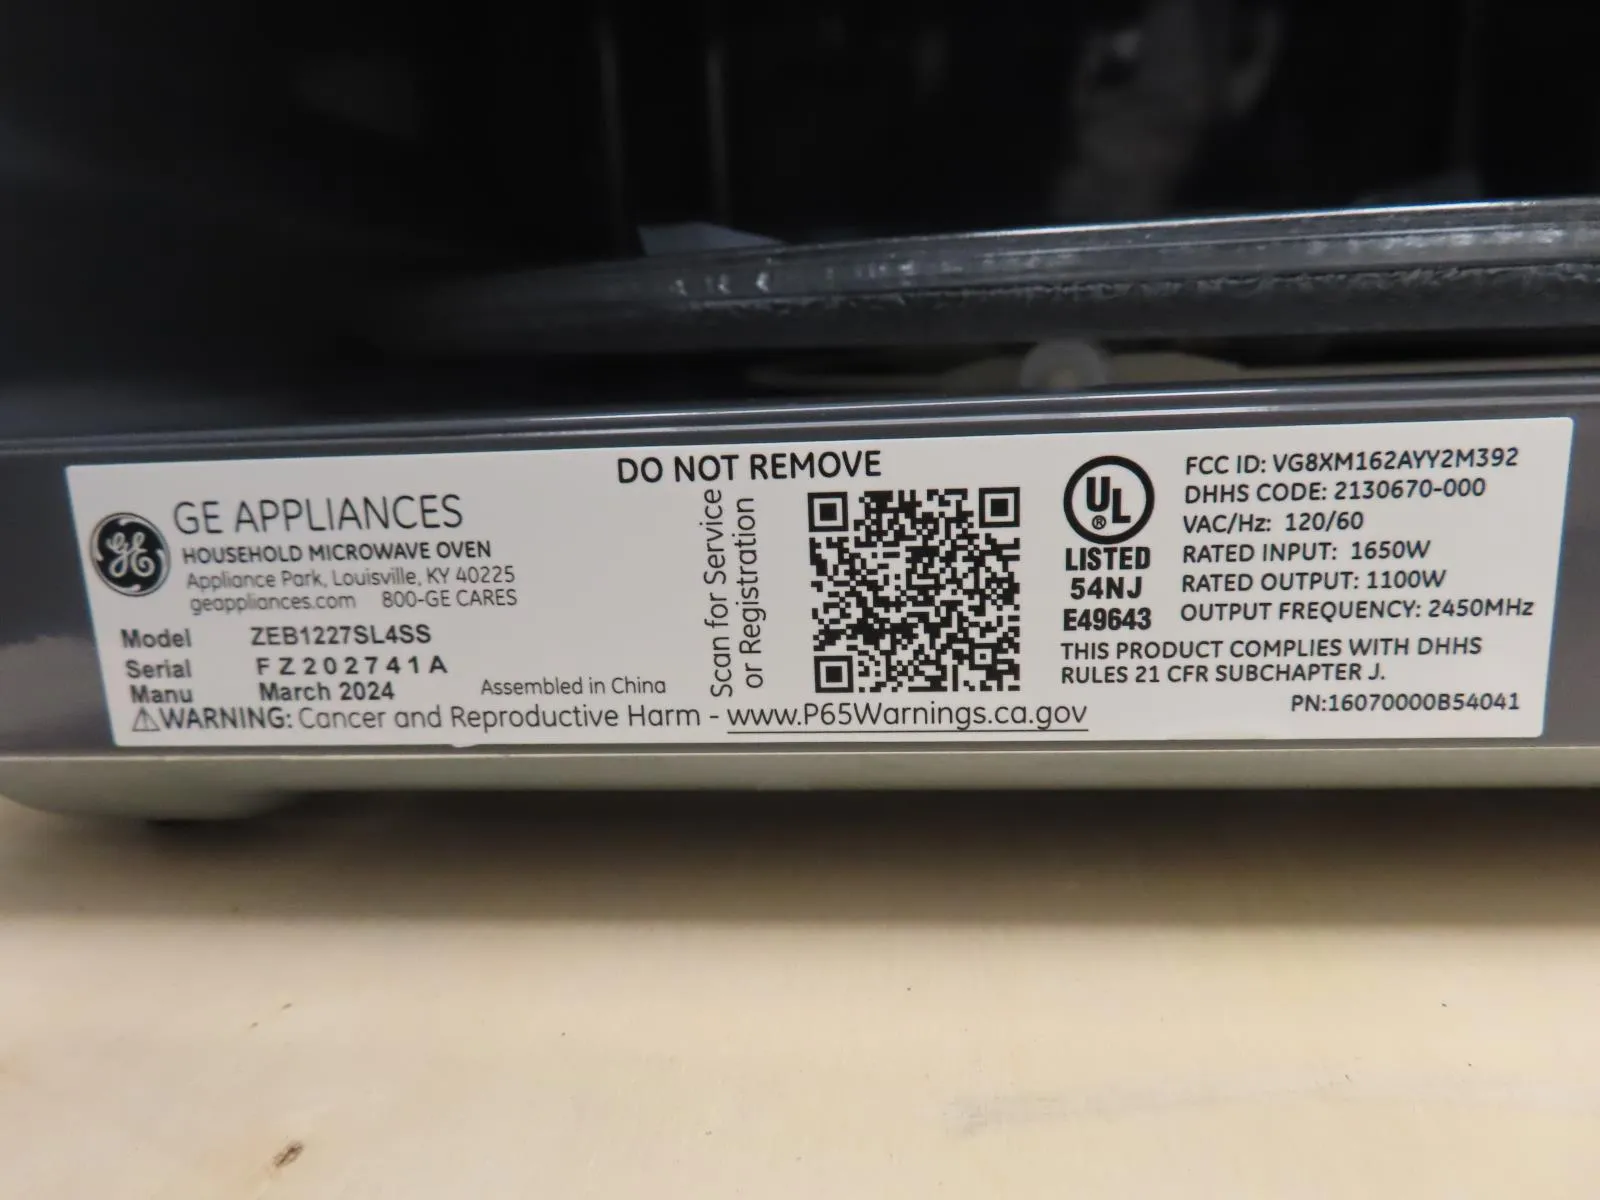 DO NOT REMOVE
GE
GE APPLIANCES
HOUSEHOLD MICROWAVE OVEN
Appliance Park, Louisville, KY 40225
geappliances.com 800-GE CARES
Model ZEB1227SL4SS
Serial FZ202741A
Manu March 2024
Assembled in China
⚠WARNING: Cancer and Reproductive Harm - www.P65Warnings.ca.gov
Scan for Service
or Registration
UL
®
LISTED
54NJ
E49643
FCC ID: VG8XM162AYY2M392
DHHS CODE: 2130670-000
VAC/Hz: 120/60
RATED INPUT: 1650W
RATED OUTPUT: 1100W
OUTPUT FREQUENCY: 2450MHz
THIS PRODUCT COMPLIES WITH DHHS
RULES 21 CFR SUBCHAPTER J.
PN:16070000B54041